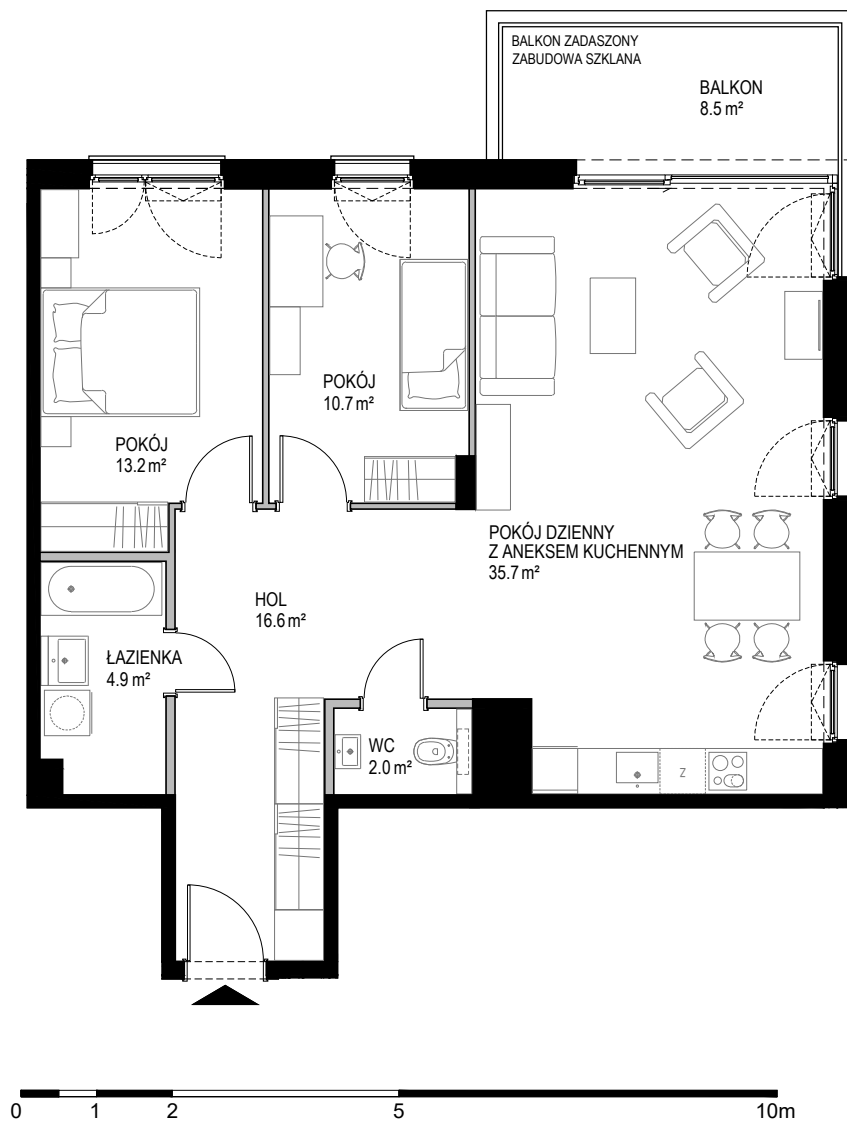 BALKON ZADASZONY
ZABUDOWA SZKLANA
BALKON
8.5 m²
POKÓJ
10.7 m²
POKÓJ
13.2 m²
POKÓJ DZIENNY
Z ANEKSEM KUCHENNYM
35.7 m²
HOL
16.6 m²
ŁAZIENKA
4.9 m²
WC
2.0 m²
Z
0 1 2 5 10m